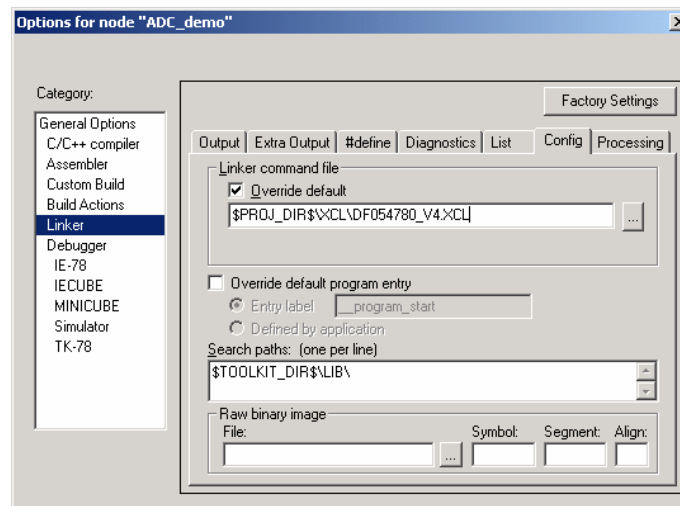 Options for node "ADC_demo"
Category:
Factory Settings
General Options
C/C++ compiler
Assembler
Custom Build
Build Actions
Linker
Debugger
IE-78
IECUBE
MINICUBE
Simulator
TK-78
Output Extra Output #define Diagnostics List Config Processing
Linker command file
Override default
$PROJ_DIR$\XCL\DF054780_V4.XCL
...
Override default program entry
Entry label __program_start
Defined by application
Search paths: (one per line)
$TOOLKIT_DIR$\LIB\
Raw binary image
File: Symbol: Segment: Align:
...